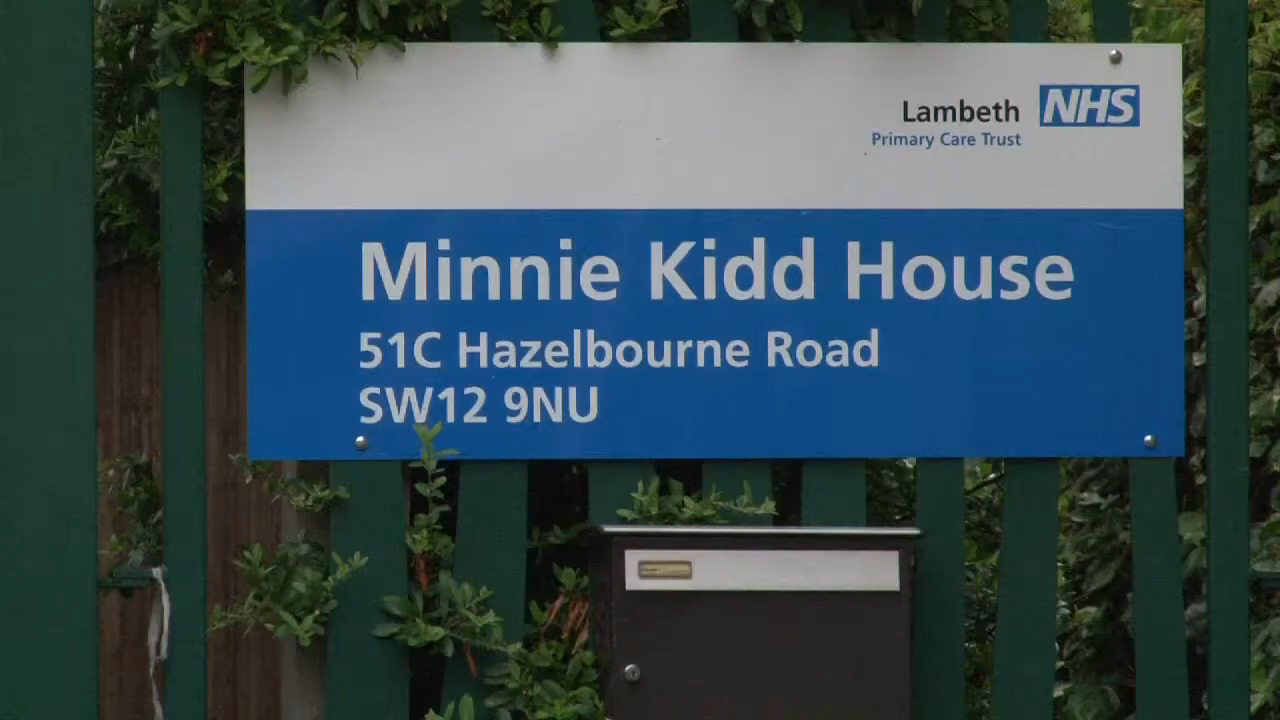 Lambeth NHS
Primary Care Trust
Minnie Kidd House
51C Hazelbourne Road
SW12 9NU